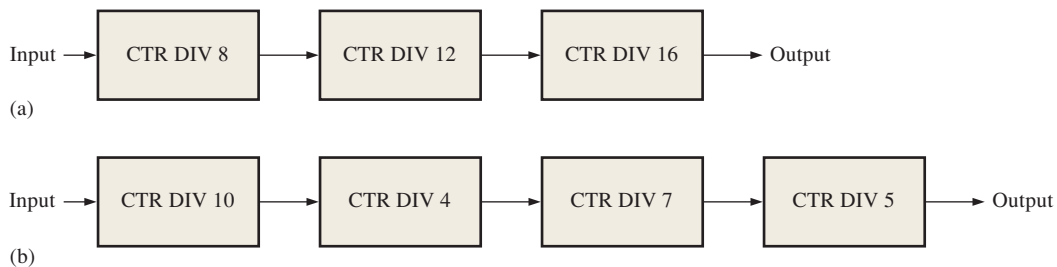 Input CTR DIV 8 CTR DIV 12 CTR DIV 16 Output
(a)
Input CTR DIV 10 CTR DIV 4 CTR DIV 7 CTR DIV 5 Output
(b)